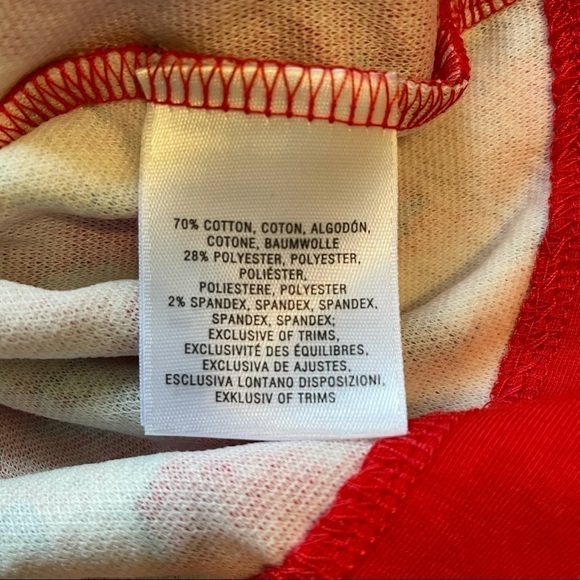 70% COTTON, COTON, ALGODÓN,
COTONE, BAUMWOLLE
28% POLYESTER, POLYESTER,
POLIÉSTER,
POLIESTERE, POLYESTER
2% SPANDEX, SPANDEX, SPANDEX,
SPANDEX, SPANDEX;
EXCLUSIVE OF TRIMS,
EXCLUSIVITÉ DES ÉQUILIBRES,
EXCLUSIVA DE AJUSTES,
ESCLUSIVA LONTANO DISPOSIZIONI,
EXKLUSIV OF TRIMS